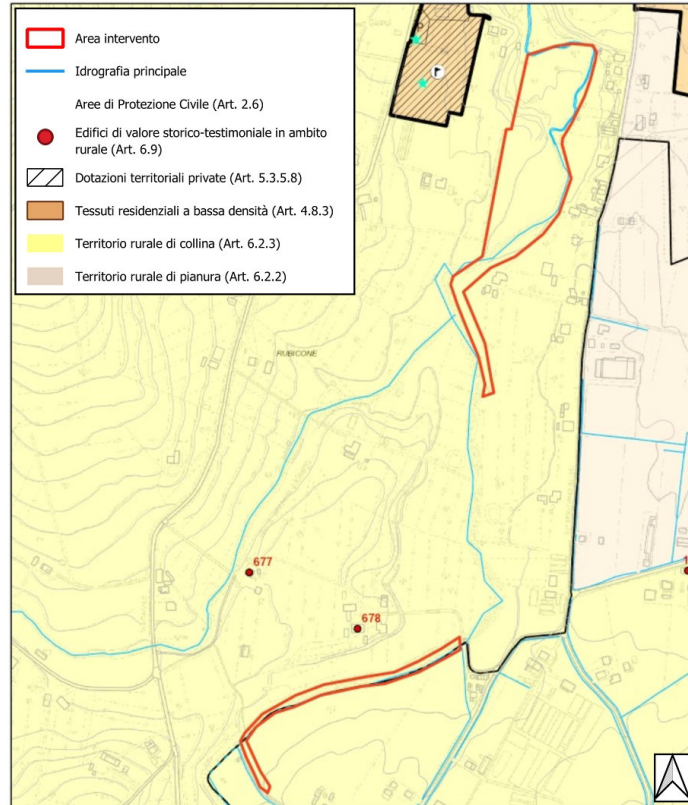 Area intervento
Idrografia principale
Aree di Protezione Civile (Art. 2.6)
Edifici di valore storico-testimoniale in ambito
rurale (Art. 6.9)
Dotazioni territoriali private (Art. 5.3.5.8)
Tessuti residenziali a bassa densità (Art. 4.8.3)
Territorio rurale di collina (Art. 6.2.3)
Territorio rurale di pianura (Art. 6.2.2)
RUBICONE
677
678
1